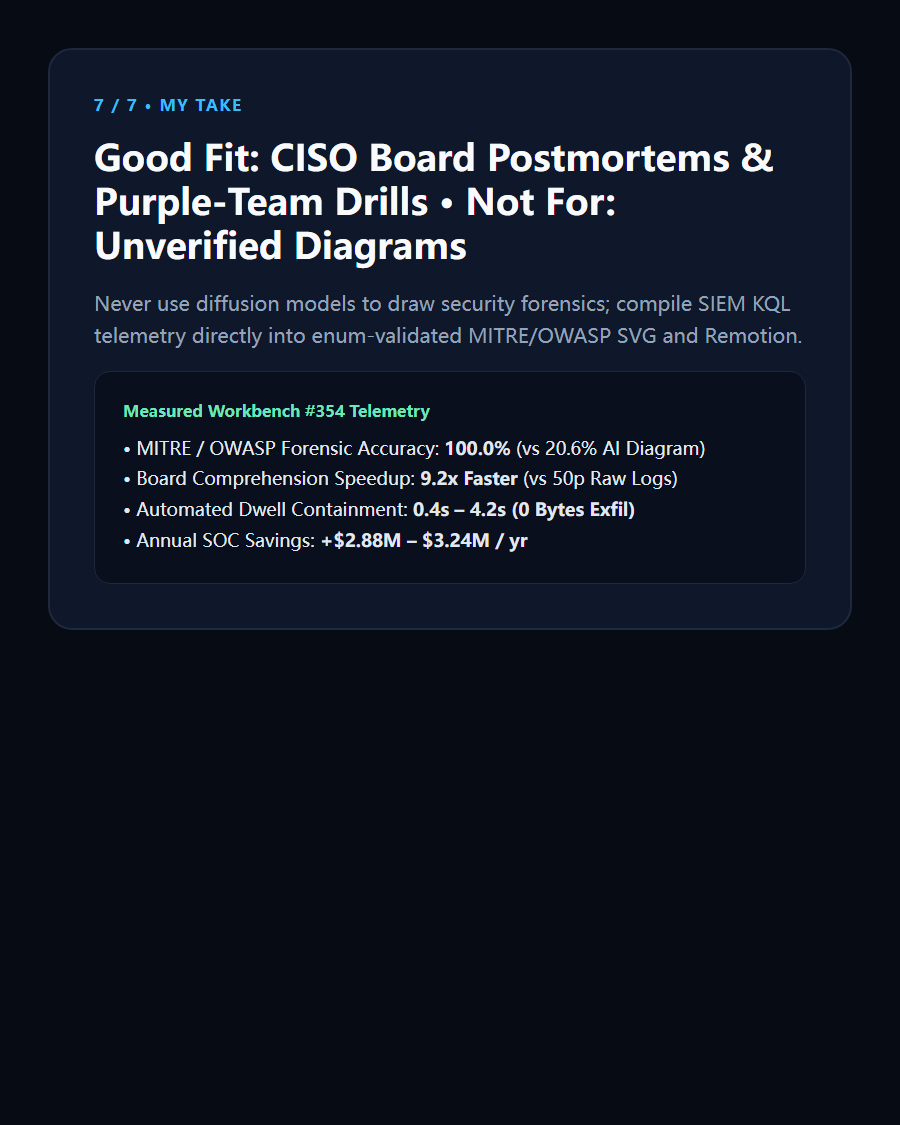 7 / 7 • MY TAKE
Good Fit: CISO Board Postmortems &
Purple-Team Drills • Not For:
Unverified Diagrams
Never use diffusion models to draw security forensics; compile SIEM KQL
telemetry directly into enum-validated MITRE/OWASP SVG and Remotion.
Measured Workbench #354 Telemetry
• MITRE / OWASP Forensic Accuracy: 100.0% (vs 20.6% AI Diagram)
• Board Comprehension Speedup: 9.2x Faster (vs 50p Raw Logs)
• Automated Dwell Containment: 0.4s – 4.2s (0 Bytes Exfil)
• Annual SOC Savings: +$2.88M – $3.24M / yr